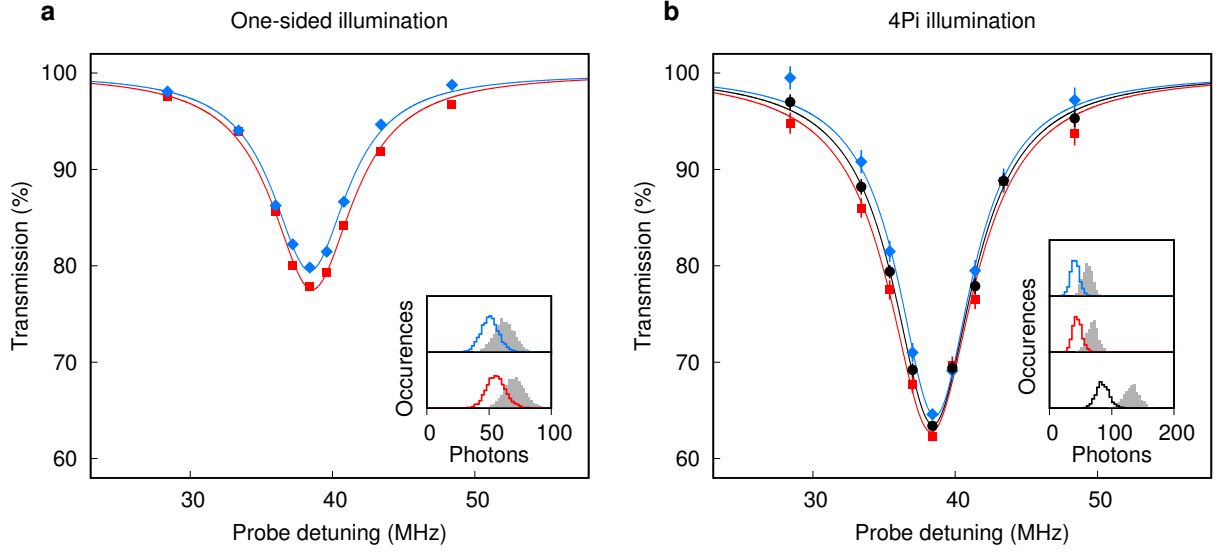 a
One-sided illumination
Transmission (%)
100
90
80
70
60
30
40
50
Probe detuning (MHz)
Occurences
0
50
100
Photons
b
4Pi illumination
Transmission (%)
100
90
80
70
60
30
40
50
Probe detuning (MHz)
Occurences
0
100
200
Photons